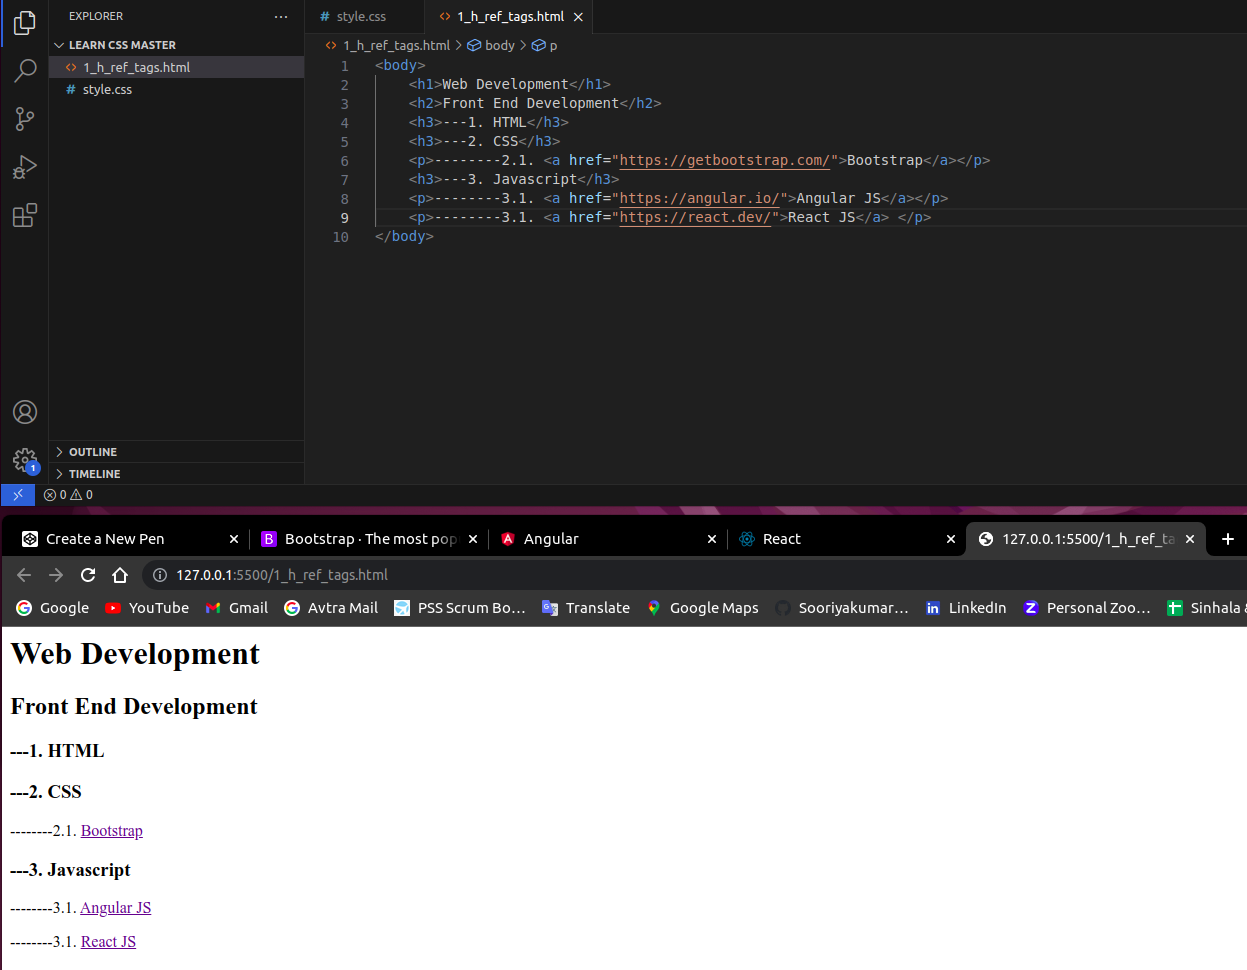 EXPLORER
···
# style.css
<> 1_h_ref_tags.html ×
LEARN CSS MASTER
<> 1_h_ref_tags.html > body > p
<> 1_h_ref_tags.html
# style.css
1 <body>
2 <h1>Web Development</h1>
3 <h2>Front End Development</h2>
4 <h3>---1. HTML</h3>
5 <h3>---2. CSS</h3>
6 <p>--------2.1. <a href="https://getbootstrap.com/">Bootstrap</a></p>
7 <h3>---3. Javascript</h3>
8 <p>--------3.1. <a href="https://angular.io/">Angular JS</a></p>
9 <p>--------3.1. <a href="https://react.dev/">React JS</a> </p>
10 </body>
OUTLINE
1
TIMELINE
0 0
Create a New Pen ×
B Bootstrap · The most pop ×
A Angular ×
React ×
127.0.0.1:5500/1_h_ref_ta × +
127.0.0.1:5500/1_h_ref_tags.html
Google YouTube Gmail Avtra Mail PSS Scrum Bo... Translate Google Maps Sooriyakumar... LinkedIn Personal Zoo... Sinhala &
Web Development
Front End Development
---1. HTML
---2. CSS
--------2.1. Bootstrap
---3. Javascript
--------3.1. Angular JS
--------3.1. React JS